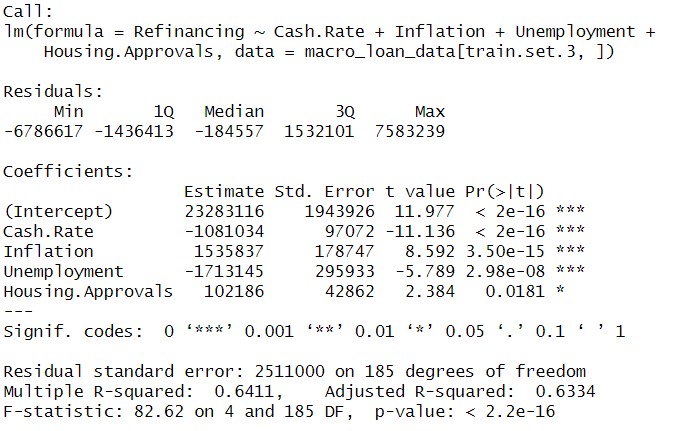 Call:
lm(formula = Refinancing ~ Cash.Rate + Inflation + Unemployment +
    Housing.Approvals, data = macro_loan_data[train.set.3, ])

Residuals:
     Min       1Q   Median       3Q      Max
-6786617 -1436413  -184557  1532101  7583239

Coefficients:
                  Estimate Std. Error t value Pr(>|t|)
(Intercept)       23283116    1943926  11.977  < 2e-16 ***
Cash.Rate         -1081034      97072 -11.136  < 2e-16 ***
Inflation          1535837     178747   8.592 3.50e-15 ***
Unemployment      -1713145     295933  -5.789 2.98e-08 ***
Housing.Approvals   102186      42862   2.384   0.0181 *
---
Signif. codes:  0 ‘***’ 0.001 ‘**’ 0.01 ‘*’ 0.05 ‘.’ 0.1 ‘ ’ 1

Residual standard error: 2511000 on 185 degrees of freedom
Multiple R-squared:  0.6411,    Adjusted R-squared:  0.6334
F-statistic: 82.62 on 4 and 185 DF,  p-value: < 2.2e-16